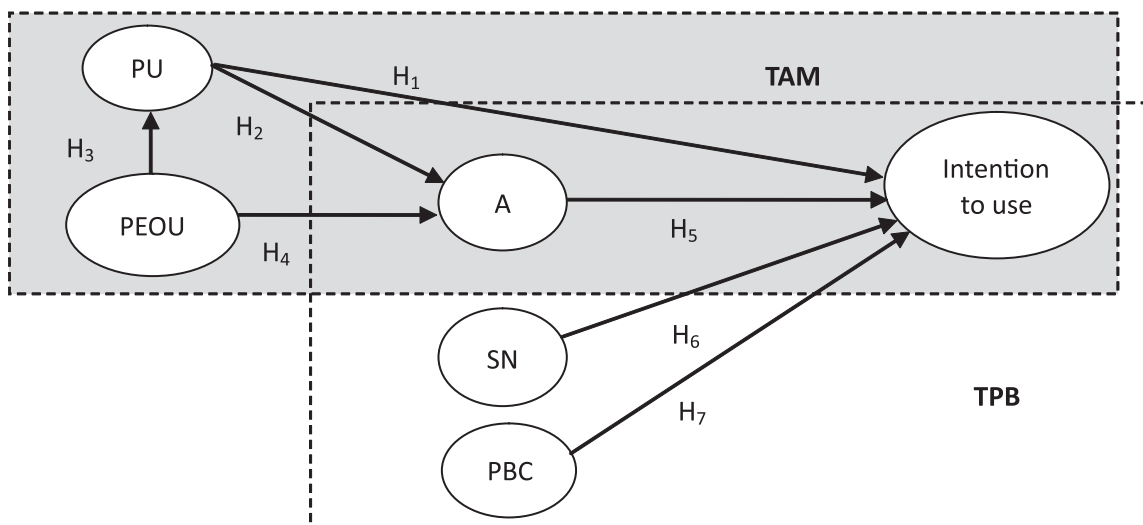 PU
H₁
TAM
H₂
H₃
Intention
to use
A
PEOU
H₄
H₅
SN
H₆
TPB
H₇
PBC